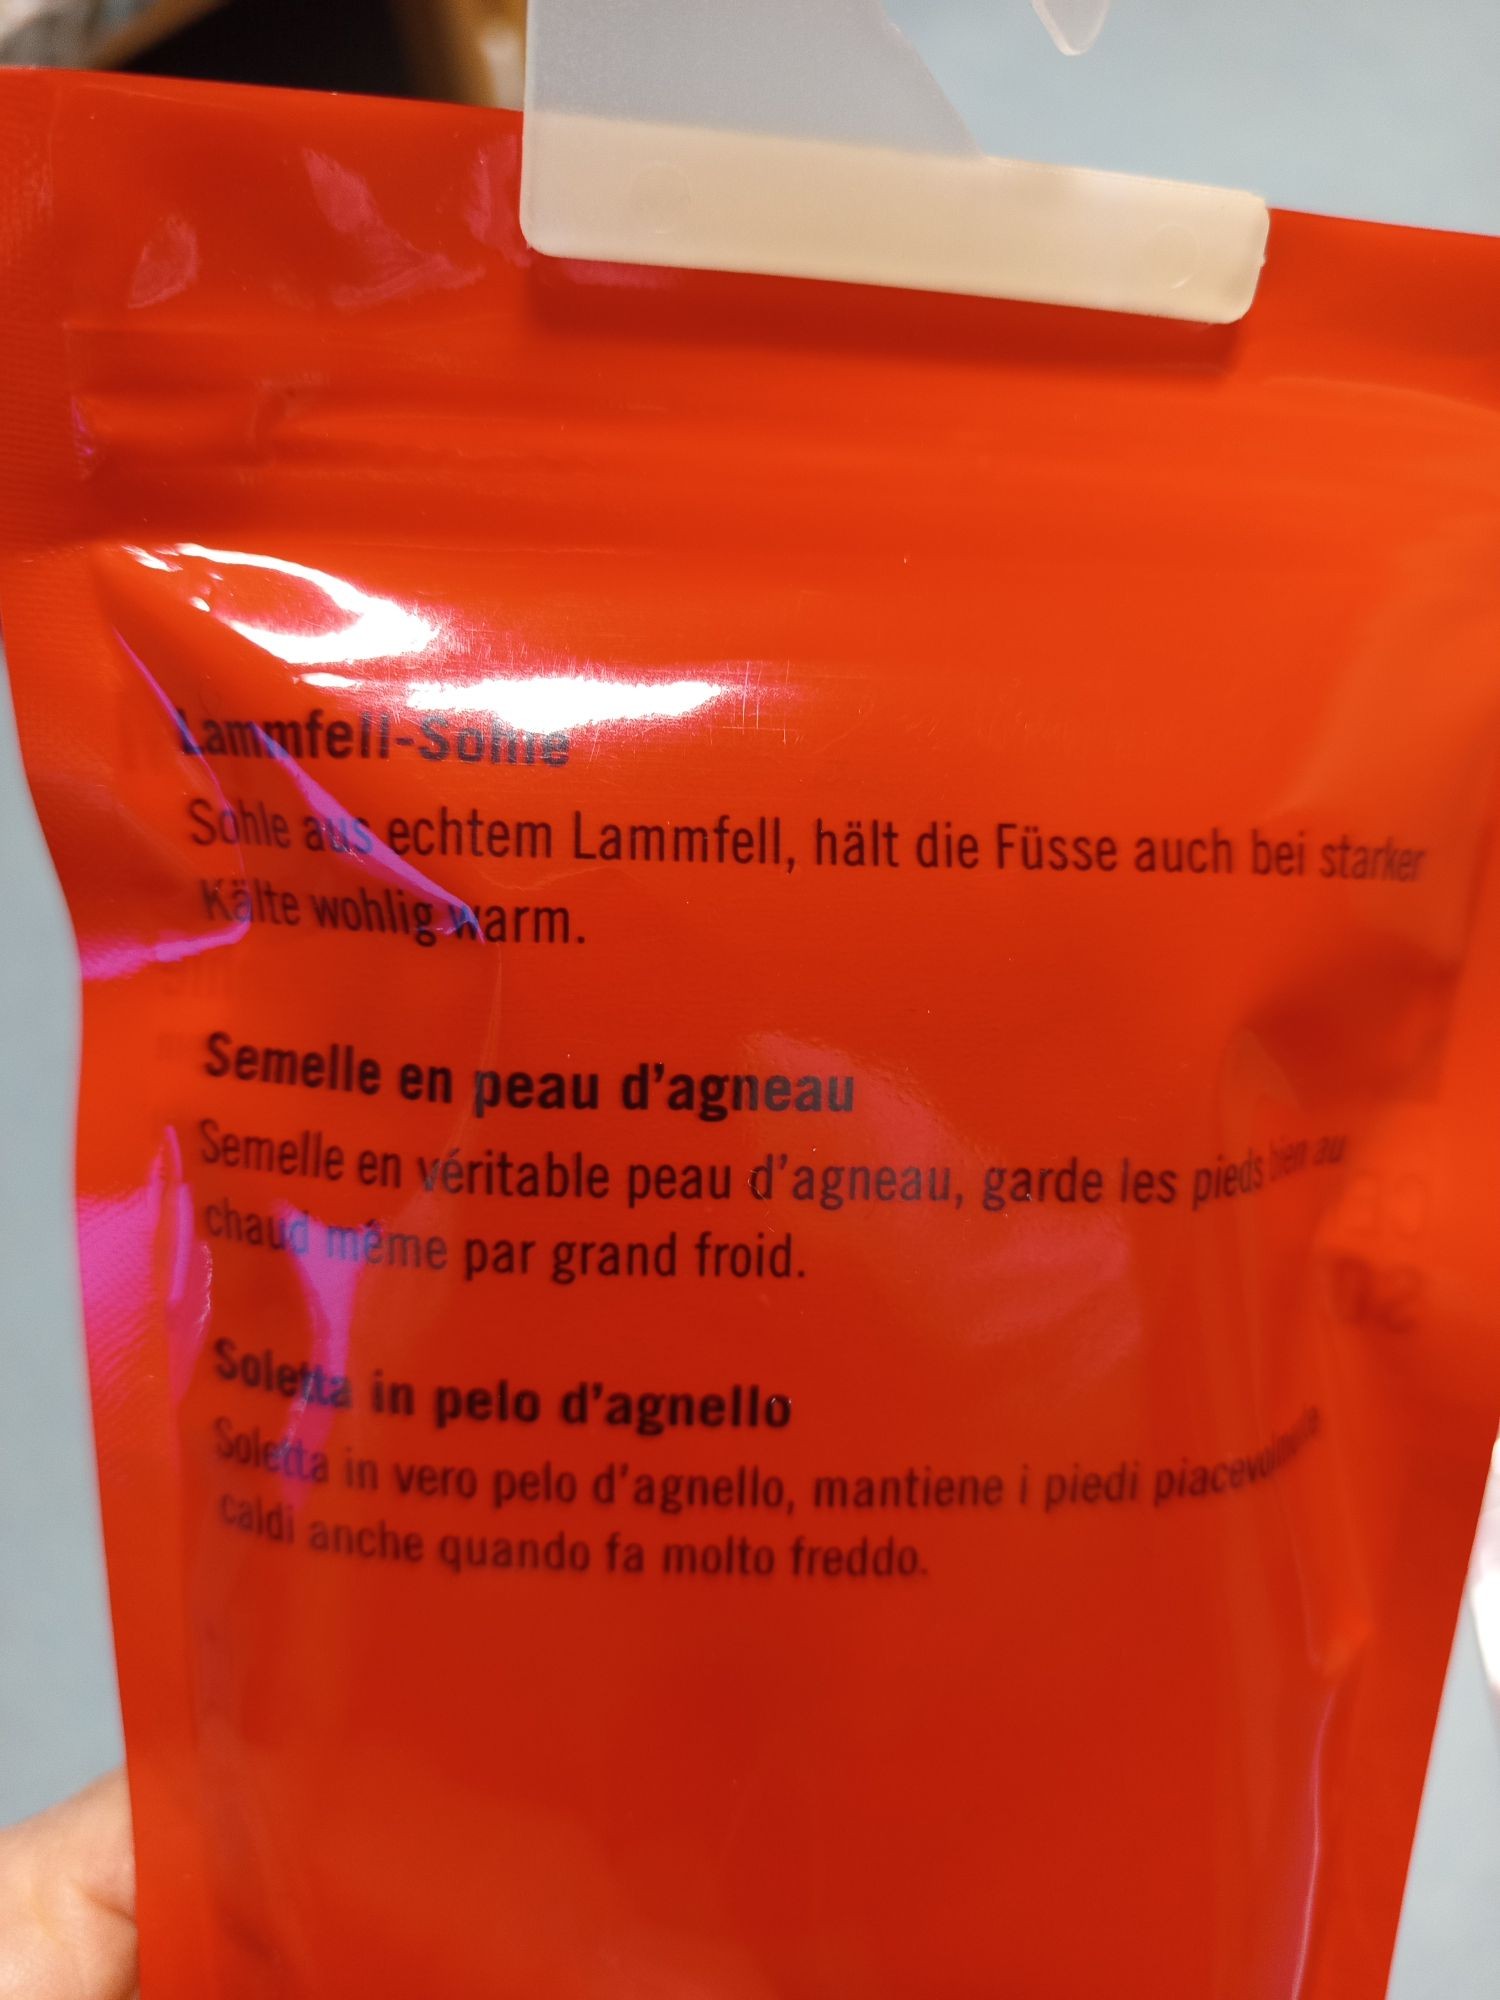 Lammfell-Sohle
Sohle aus echtem Lammfell, hält die Füsse auch bei starker
Kälte wohlig warm.
Semelle en peau d'agneau
Semelle en véritable peau d'agneau, garde les pieds bien au
chaud même par grand froid.
Soletta in pelo d'agnello
Soletta in vero pelo d'agnello, mantiene i piedi piacevolmente
caldi anche quando fa molto freddo.